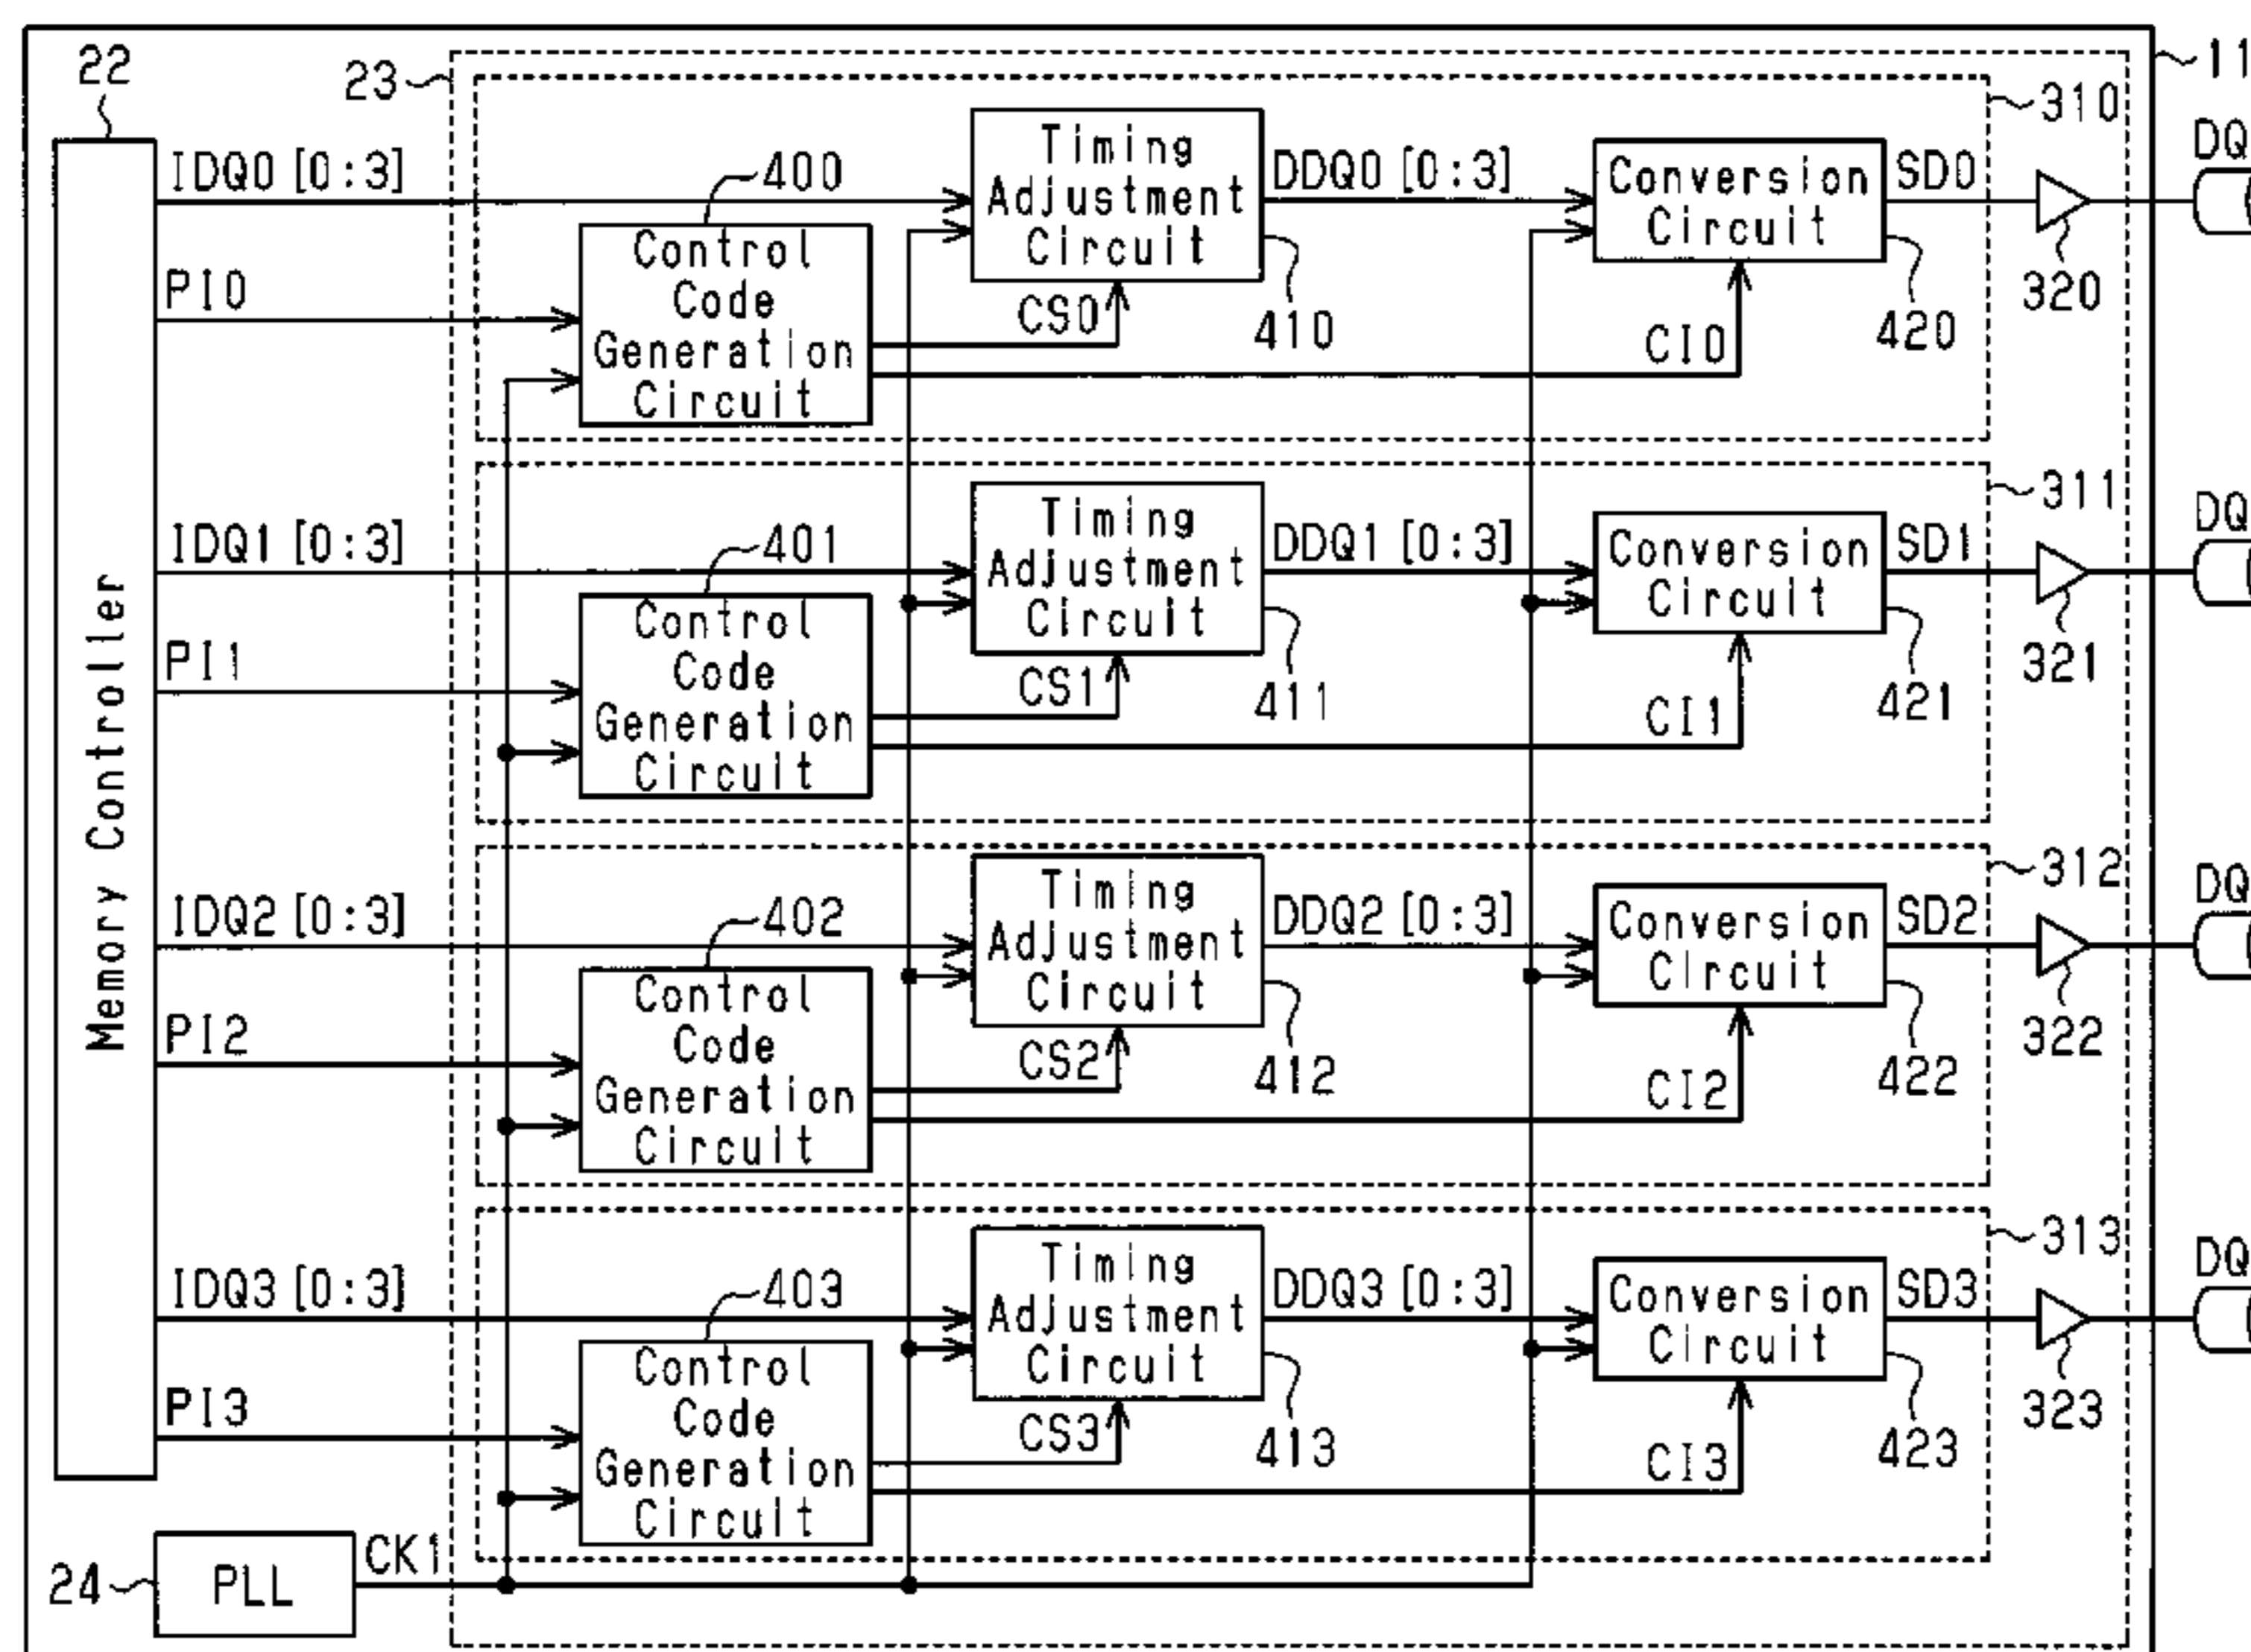 22
23
11
310
IDQ0 [0:3]
400
Timing
Adjustment
Circuit
DDQ0 [0:3]
Conversion
Circuit
SD0
DQ
PI0
Control
Code
Generation
Circuit
CS0
410
CI0
420
320
311
IDQ1 [0:3]
401
Timing
Adjustment
Circuit
DDQ1 [0:3]
Conversion
Circuit
SD1
DQ
PI1
Control
Code
Generation
Circuit
CS1
411
CI1
421
321
Memory Controller
312
IDQ2 [0:3]
402
Timing
Adjustment
Circuit
DDQ2 [0:3]
Conversion
Circuit
SD2
DQ
PI2
Control
Code
Generation
Circuit
CS2
412
CI2
422
322
313
IDQ3 [0:3]
403
Timing
Adjustment
Circuit
DDQ3 [0:3]
Conversion
Circuit
SD3
DQ
PI3
Control
Code
Generation
Circuit
CS3
413
CI3
423
323
24
PLL
CK1